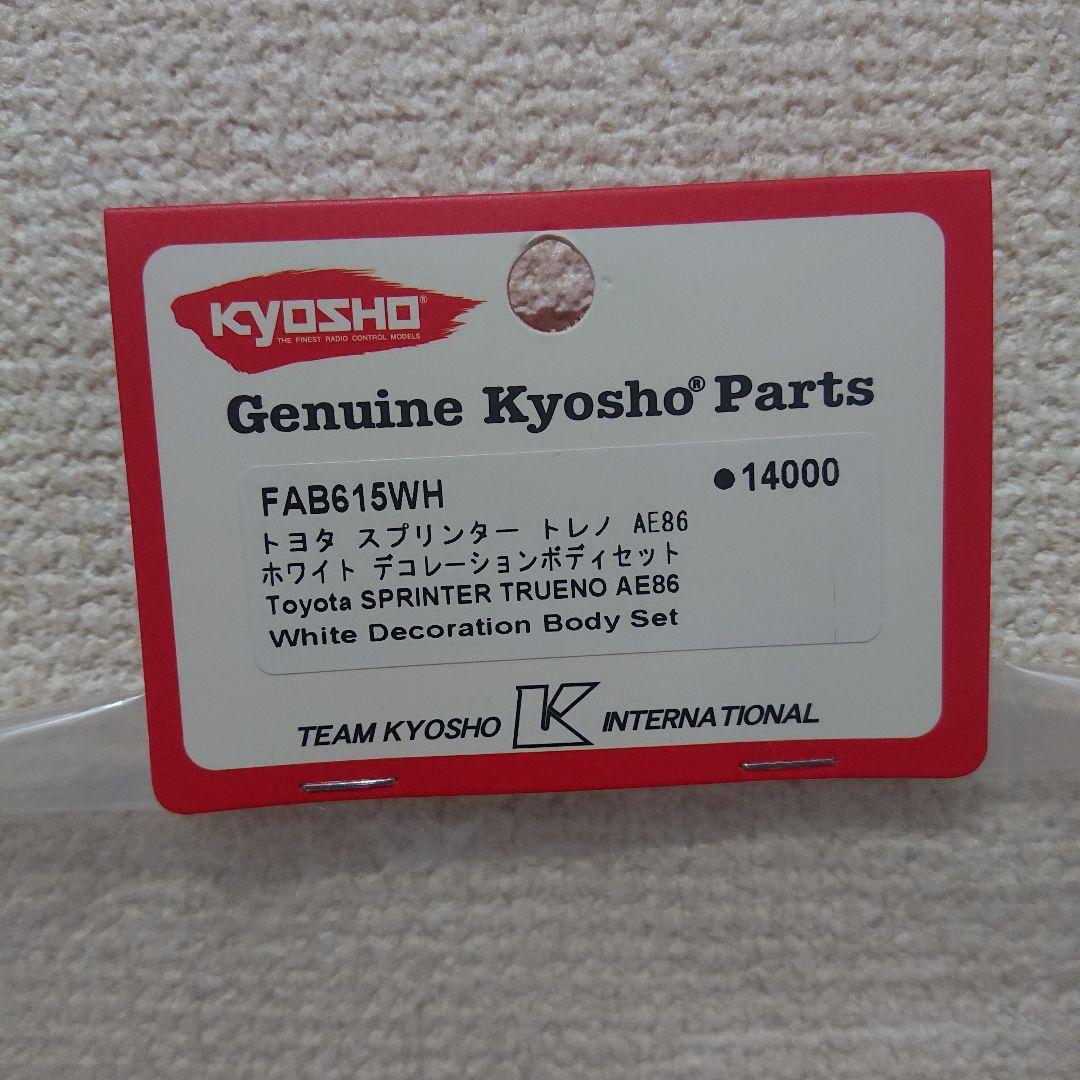 KYOSHO®
THE FINEST RADIO CONTROL MODELS
Genuine Kyosho® Parts
FAB615WH ●14000
トヨタ スプリンター トレノ AE86
ホワイト デコレーションボディセット
Toyota SPRINTER TRUENO AE86
White Decoration Body Set
TEAM KYOSHO K INTERNATIONAL